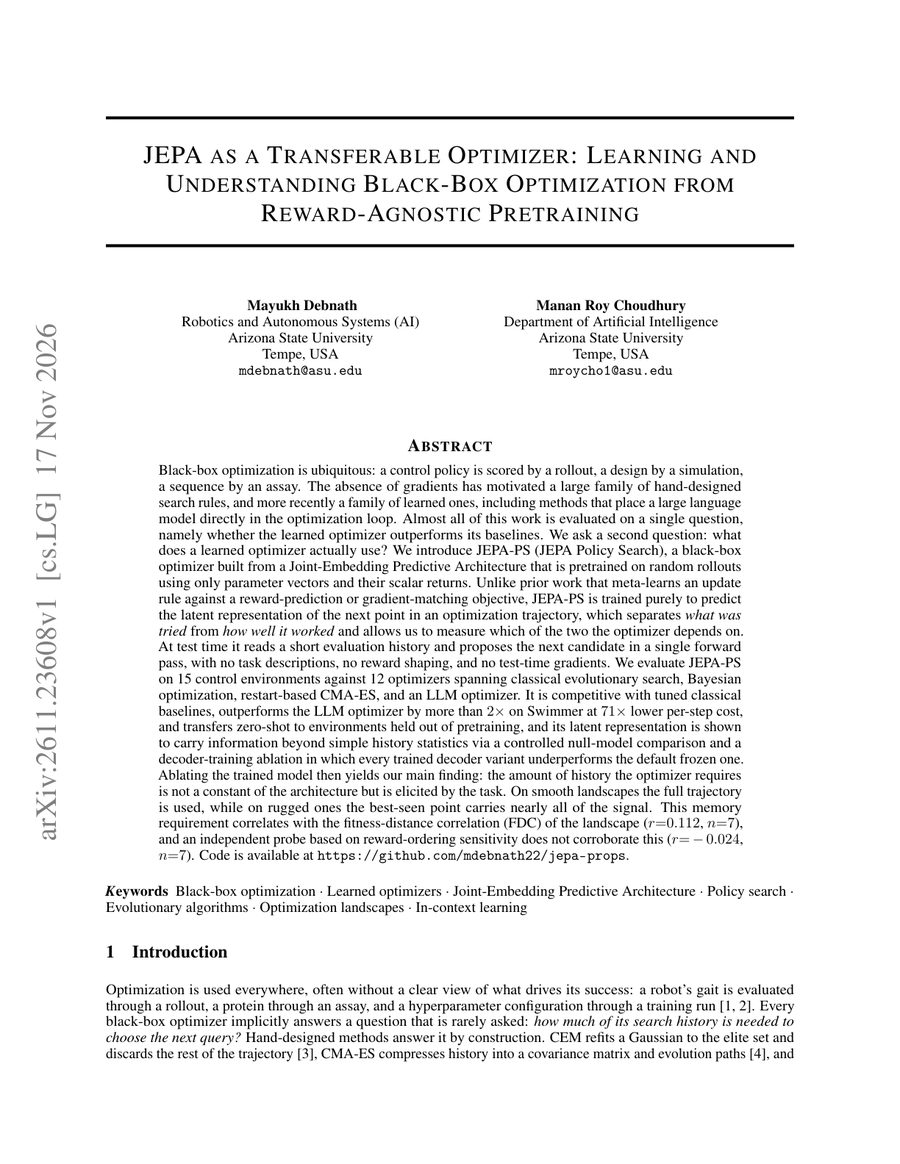 JEPA AS A TRANSFERABLE OPTIMIZER: LEARNING AND
UNDERSTANDING BLACK-BOX OPTIMIZATION FROM
REWARD-AGNOSTIC PRETRAINING
Mayukh Debnath
Robotics and Autonomous Systems (AI)
Arizona State University
Tempe, USA
mdebnath@asu.edu
Manan Roy Choudhury
Department of Artificial Intelligence
Arizona State University
Tempe, USA
mroycho1@asu.edu
arXiv:2611.23608v1 [cs.LG] 17 Nov 2026
ABSTRACT
Black-box optimization is ubiquitous: a control policy is scored by a rollout, a design by a simulation,
a sequence by an assay. The absence of gradients has motivated a large family of hand-designed
search rules, and more recently a family of learned ones, including methods that place a large language
model directly in the optimization loop. Almost all of this work is evaluated on a single question,
namely whether the learned optimizer outperforms its baselines. We ask a second question: what
does a learned optimizer actually use? We introduce JEPA-PS (JEPA Policy Search), a black-box
optimizer built from a Joint-Embedding Predictive Architecture that is pretrained on random rollouts
using only parameter vectors and their scalar returns. Unlike prior work that meta-learns an update
rule against a reward-prediction or gradient-matching objective, JEPA-PS is trained purely to predict
the latent representation of the next point in an optimization trajectory, which separates what was
tried from how well it worked and allows us to measure which of the two the optimizer depends on.
At test time it reads a short evaluation history and proposes the next candidate in a single forward
pass, with no task descriptions, no reward shaping, and no test-time gradients. We evaluate JEPA-PS
on 15 control environments against 12 optimizers spanning classical evolutionary search, Bayesian
optimization, restart-based CMA-ES, and an LLM optimizer. It is competitive with tuned classical
baselines, outperforms the LLM optimizer by more than 2× on Swimmer at 71× lower per-step cost,
and transfers zero-shot to environments held out of pretraining, and its latent representation is shown
to carry information beyond simple history statistics via a controlled null-model comparison and a
decoder-training ablation in which every trained decoder variant underperforms the default frozen one.
Ablating the trained model then yields our main finding: the amount of history the optimizer requires
is not a constant of the architecture but is elicited by the task. On smooth landscapes the full trajectory
is used, while on rugged ones the best-seen point carries nearly all of the signal. This memory
requirement correlates with the fitness-distance correlation (FDC) of the landscape (r=0.112, n=7),
and an independent probe based on reward-ordering sensitivity does not corroborate this (r= − 0.024,
n=7). Code is available at https://github.com/mdebnath22/jepa-props.
Keywords Black-box optimization · Learned optimizers · Joint-Embedding Predictive Architecture · Policy search ·
Evolutionary algorithms · Optimization landscapes · In-context learning
1 Introduction
Optimization is used everywhere, often without a clear view of what drives its success: a robot's gait is evaluated
through a rollout, a protein through an assay, and a hyperparameter configuration through a training run [1, 2]. Every
black-box optimizer implicitly answers a question that is rarely asked: how much of its search history is needed to
choose the next query? Hand-designed methods answer it by construction. CEM refits a Gaussian to the elite set and
discards the rest of the trajectory [3], CMA-ES compresses history into a covariance matrix and evolution paths [4], and